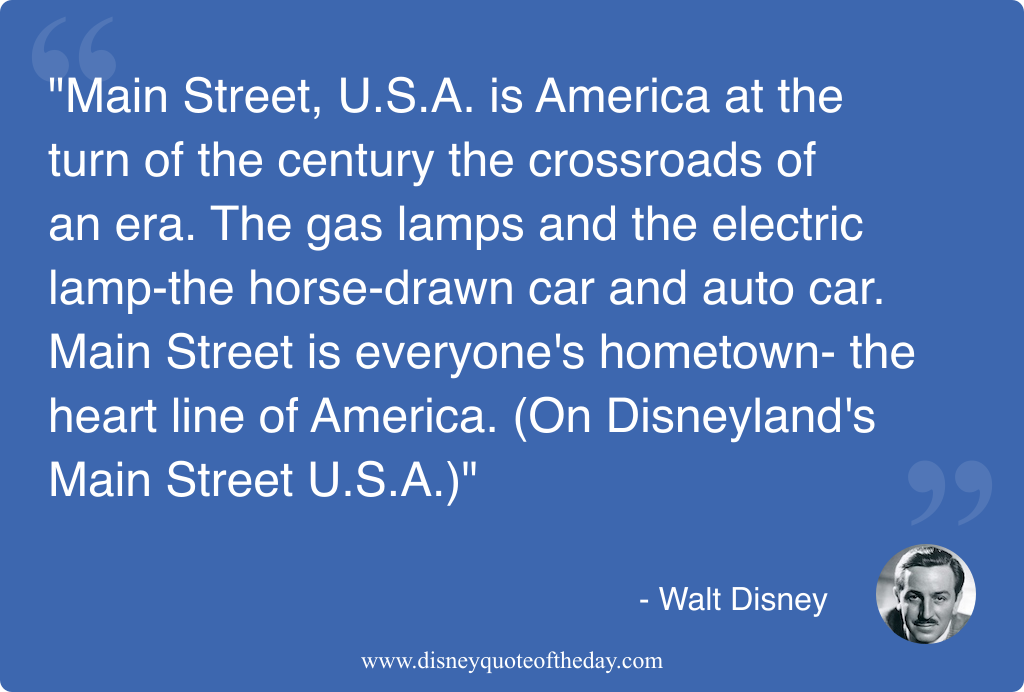 "Main Street, U.S.A. is America at the
turn of the century the crossroads of
an era. The gas lamps and the electric
lamp-the horse-drawn car and auto car.
Main Street is everyone's hometown- the
heart line of America. (On Disneyland's
Main Street U.S.A.)"
- Walt Disney
www.disneyquoteoftheday.com